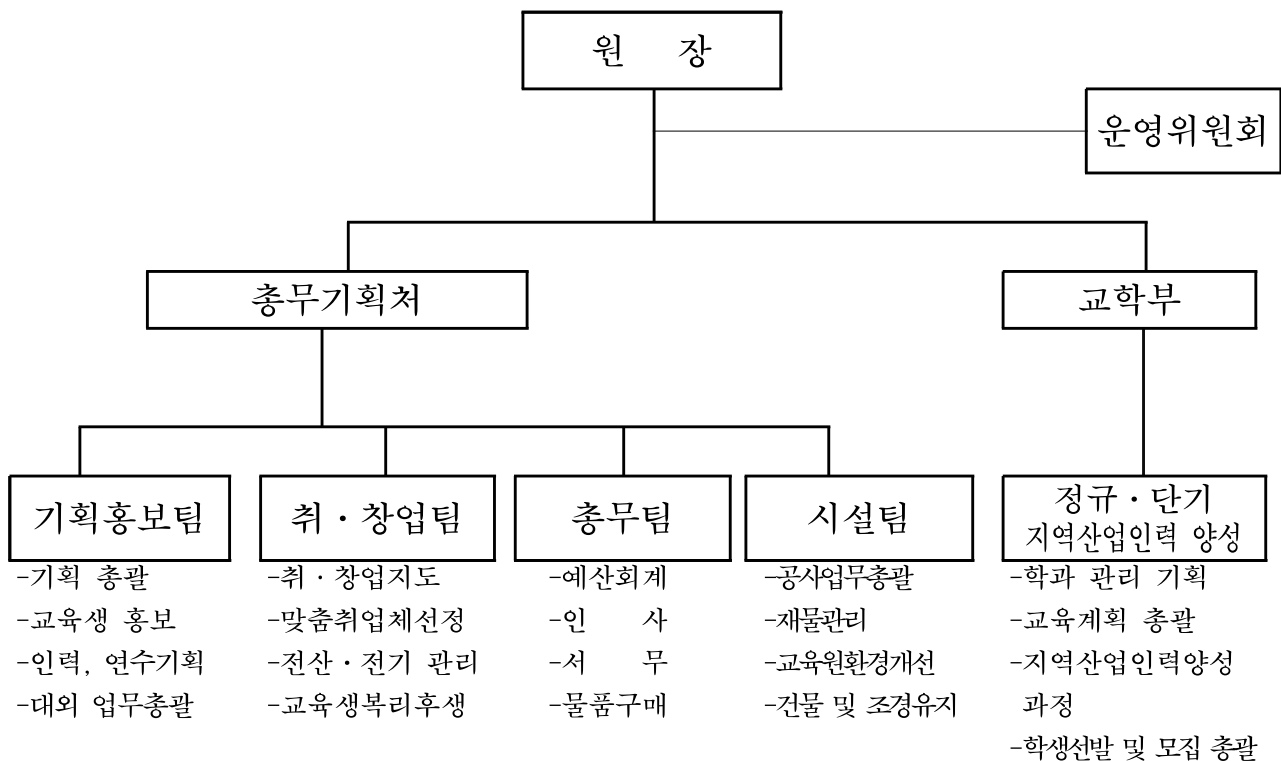 원 장
운영위원회
총무기획처
교학부
기획홍보팀
-기획 총괄
-교육생 홍보
-인력, 연수기획
-대외 업무총괄
취・창업팀
-취・창업지도
-맞춤취업체선정
-전산・전기 관리
-교육생복리후생
총무팀
-예산회계
-인 사
-서 무
-물품구매
시설팀
-공사업무총괄
-재물관리
-교육원환경개선
-건물 및 조경유지
정규・단기
지역산업인력 양성
-학과 관리 기획
-교육계획 총괄
-지역산업인력양성
과정
-학생선발 및 모집 총괄